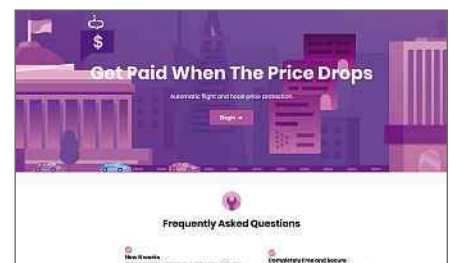 $
Get Paid When The Price Drops
Automatic flight and hotel price protection
Begin
Frequently Asked Questions
How it works
Completely Free and Secure